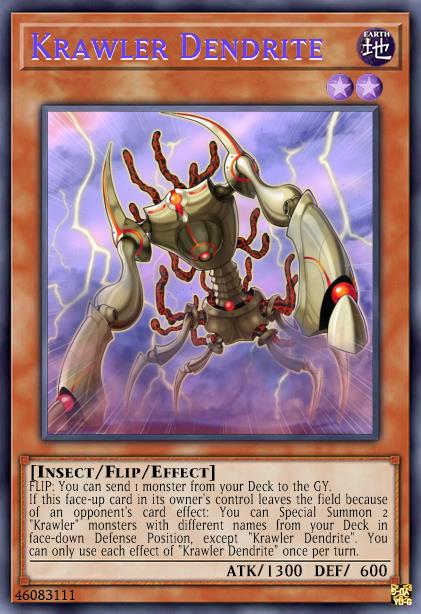 Krawler Dendrite
EARTH
地
[Insect/Flip/Effect]
FLIP: You can send 1 monster from your Deck to the GY.
If this face-up card in its owner's control leaves the field because
of an opponent's card effect: You can Special Summon 2
"Krawler" monsters with different names from your Deck in
face-down Defense Position, except "Krawler Dendrite". You
can only use each effect of "Krawler Dendrite" once per turn.
ATK/1300 DEF/ 600
46083111